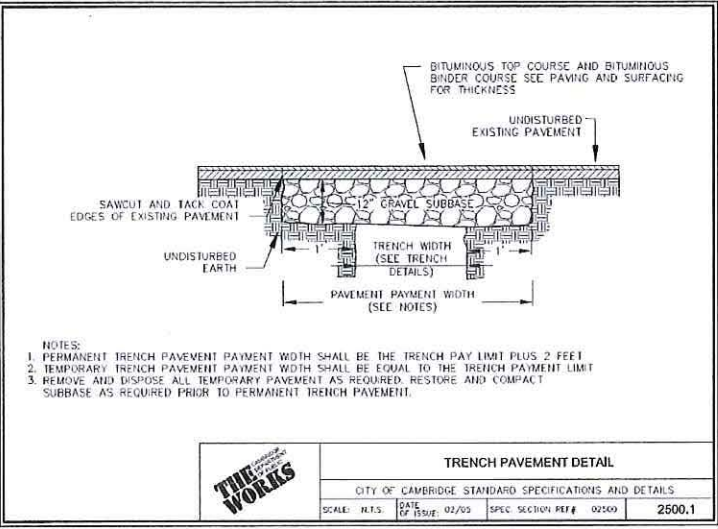 BITUMINOUS TOP COURSE AND BITUMINOUS
BINDER COURSE SEE PAVING AND SURFACING
FOR THICKNESS
UNDISTURBED
EXISTING PAVEMENT
SAWCUT AND TACK COAT
EDGES OF EXISTING PAVEMENT
12" GRAVEL SUBBASE
UNDISTURBED
EARTH
1'
TRENCH WIDTH
(SEE TRENCH
DETAILS)
1'
PAVEMENT PAYMENT WIDTH
(SEE NOTES)
NOTES:
1. PERMANENT TRENCH PAVEVENT PAYMENT WIDTH SHALL BE THE TRENCH PAY LIMIT PLUS 2 FEET
2. TEMPORARY TRENCH PAVEMENT PAYMENT WIDTH SHALL BE EQUAL TO THE TRENCH PAYMENT LIMIT
3. REMOVE AND DISPOSE ALL TEMPORARY PAVEMENT AS REQUIRED. RESTORE AND COMPACT
SUBBASE AS REQUIRED PRIOR TO PERMANENT TRENCH PAVEMENT.
THE WORKS
CAMBRIDGE
DEPARTMENT
OF PUBLIC
TRENCH PAVEMENT DETAIL
CITY OF CAMBRIDGE STANDARD SPECIFICATIONS AND DETAILS
SCALE: N.T.S. DATE OF ISSUE: 02/05 SPEC. SECTION REF# 02500 2500.1